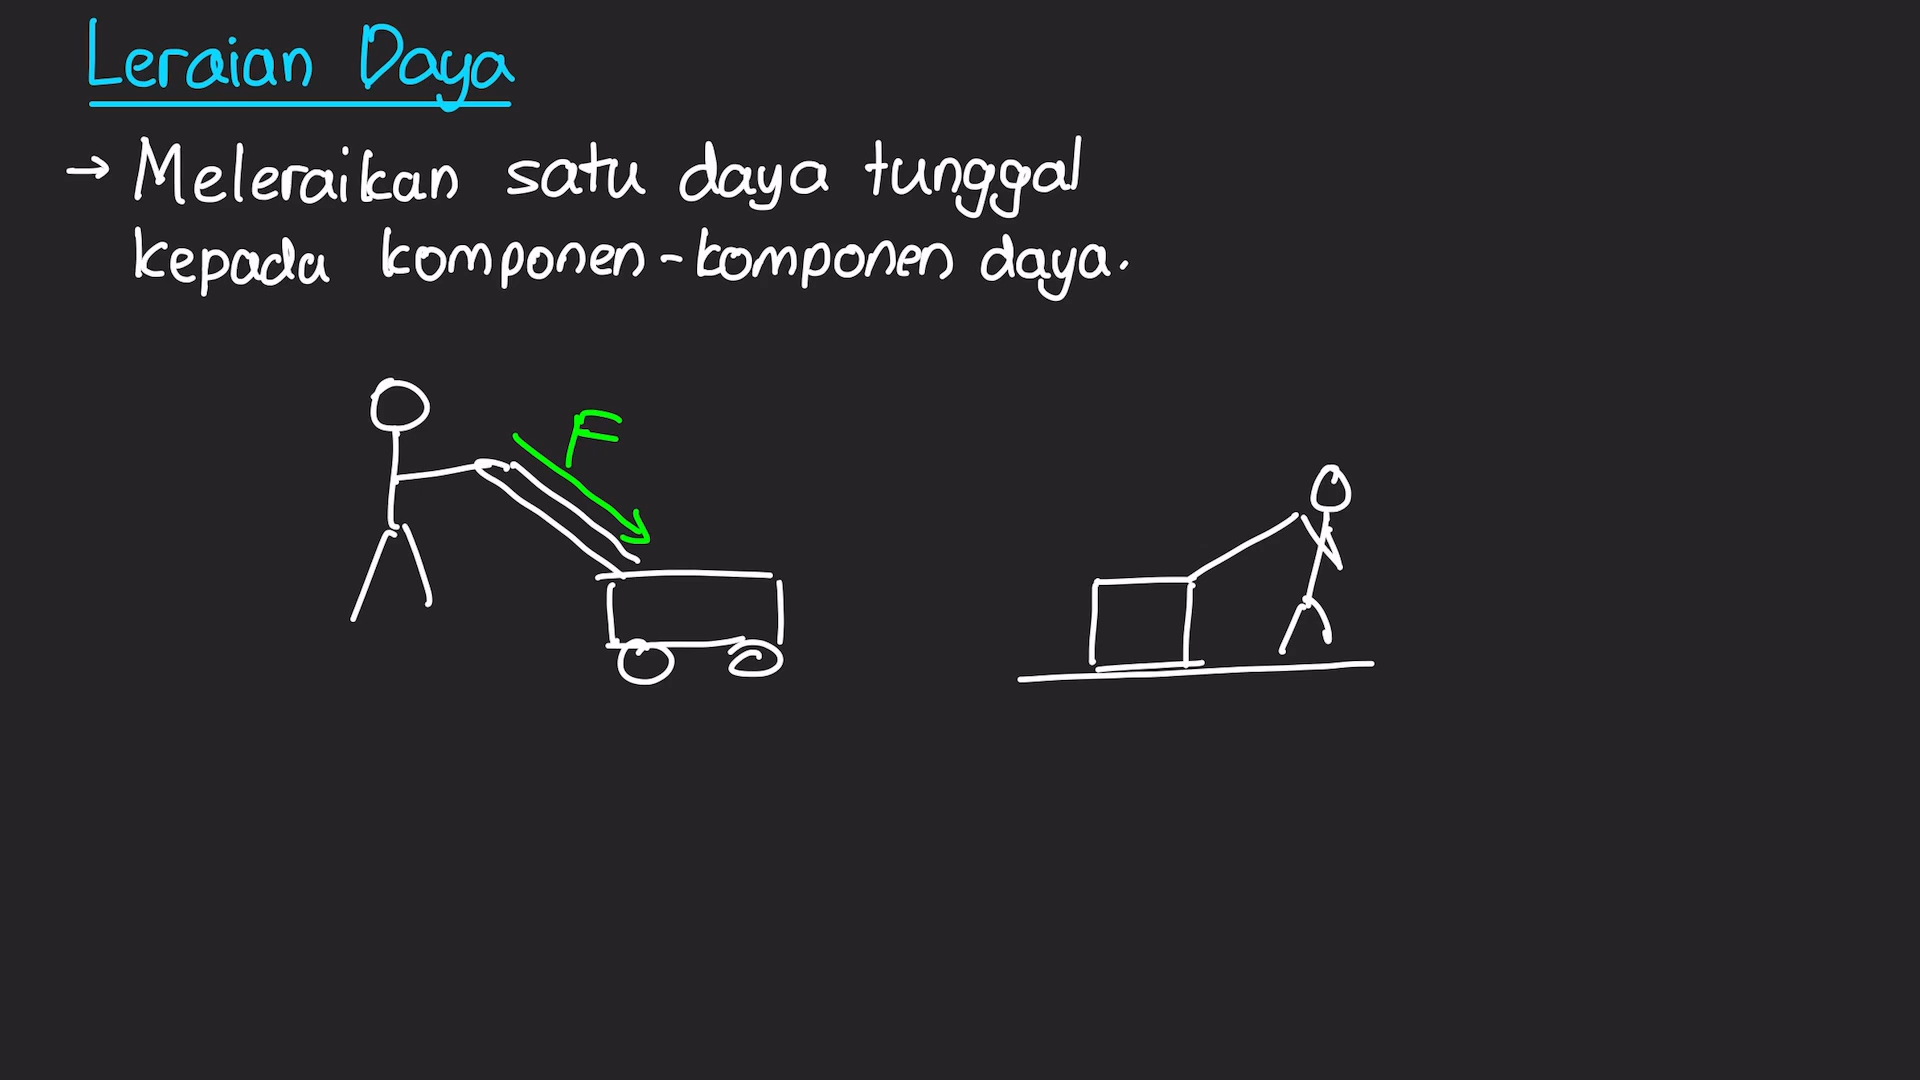 Leraian Daya
→ Meleraikan satu daya tunggal
kepada komponen-komponen daya.
F